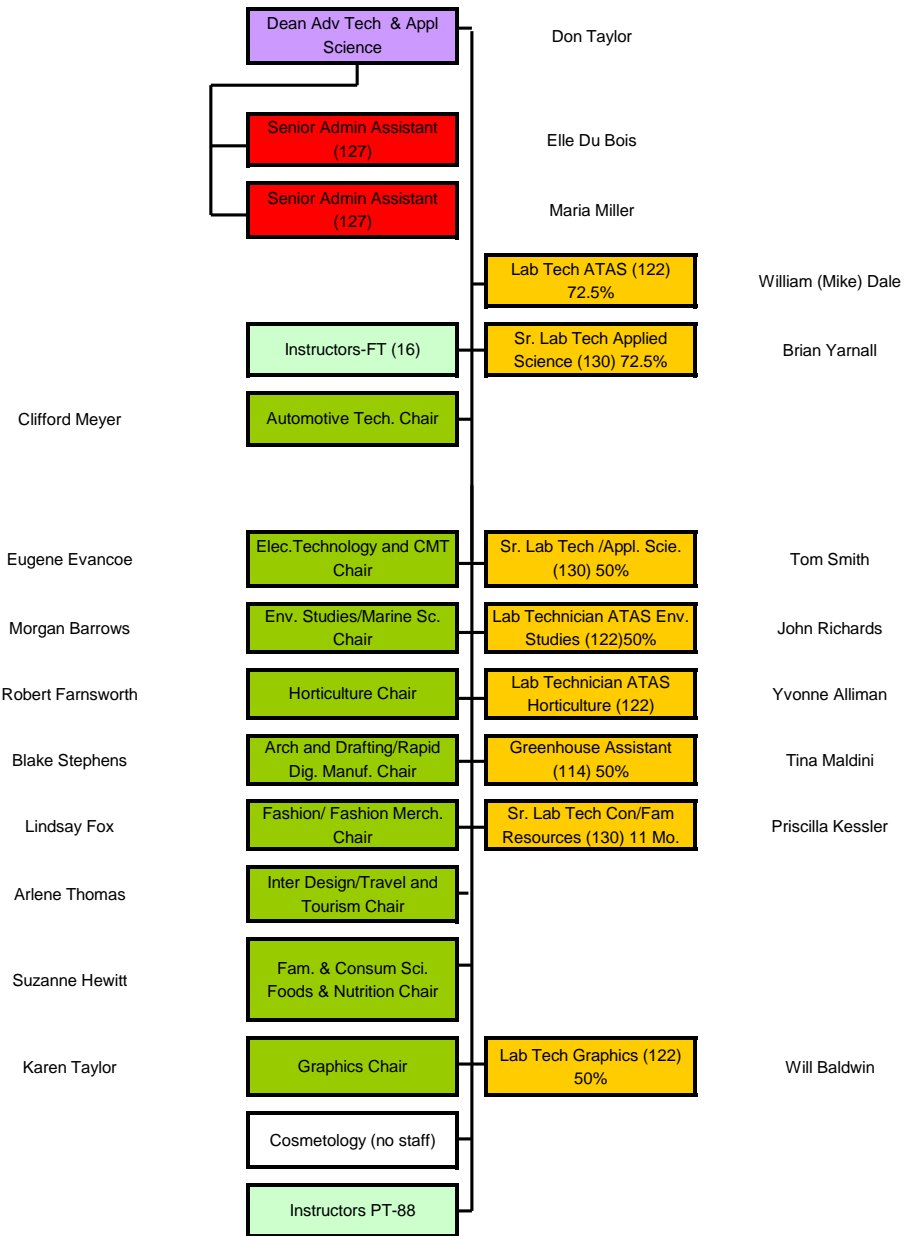 Dean Adv Tech & Appl
Science
Don Taylor
Senior Admin Assistant
(127)
Elle Du Bois
Senior Admin Assistant
(127)
Maria Miller
Lab Tech ATAS (122)
72.5%
William (Mike) Dale
Instructors-FT (16)
Sr. Lab Tech Applied
Science (130) 72.5%
Brian Yarnall
Clifford Meyer
Automotive Tech. Chair
Eugene Evancoe
Elec.Technology and CMT
Chair
Sr. Lab Tech /Appl. Scie.
(130) 50%
Tom Smith
Morgan Barrows
Env. Studies/Marine Sc.
Chair
Lab Technician ATAS Env.
Studies (122)50%
John Richards
Robert Farnsworth
Horticulture Chair
Lab Technician ATAS
Horticulture (122)
Yvonne Alliman
Blake Stephens
Arch and Drafting/Rapid
Dig. Manuf. Chair
Greenhouse Assistant
(114) 50%
Tina Maldini
Lindsay Fox
Fashion/ Fashion Merch.
Chair
Sr. Lab Tech Con/Fam
Resources (130) 11 Mo.
Priscilla Kessler
Arlene Thomas
Inter Design/Travel and
Tourism Chair
Suzanne Hewitt
Fam. & Consum Sci.
Foods & Nutrition Chair
Karen Taylor
Graphics Chair
Lab Tech Graphics (122)
50%
Will Baldwin
Cosmetology (no staff)
Instructors PT-88